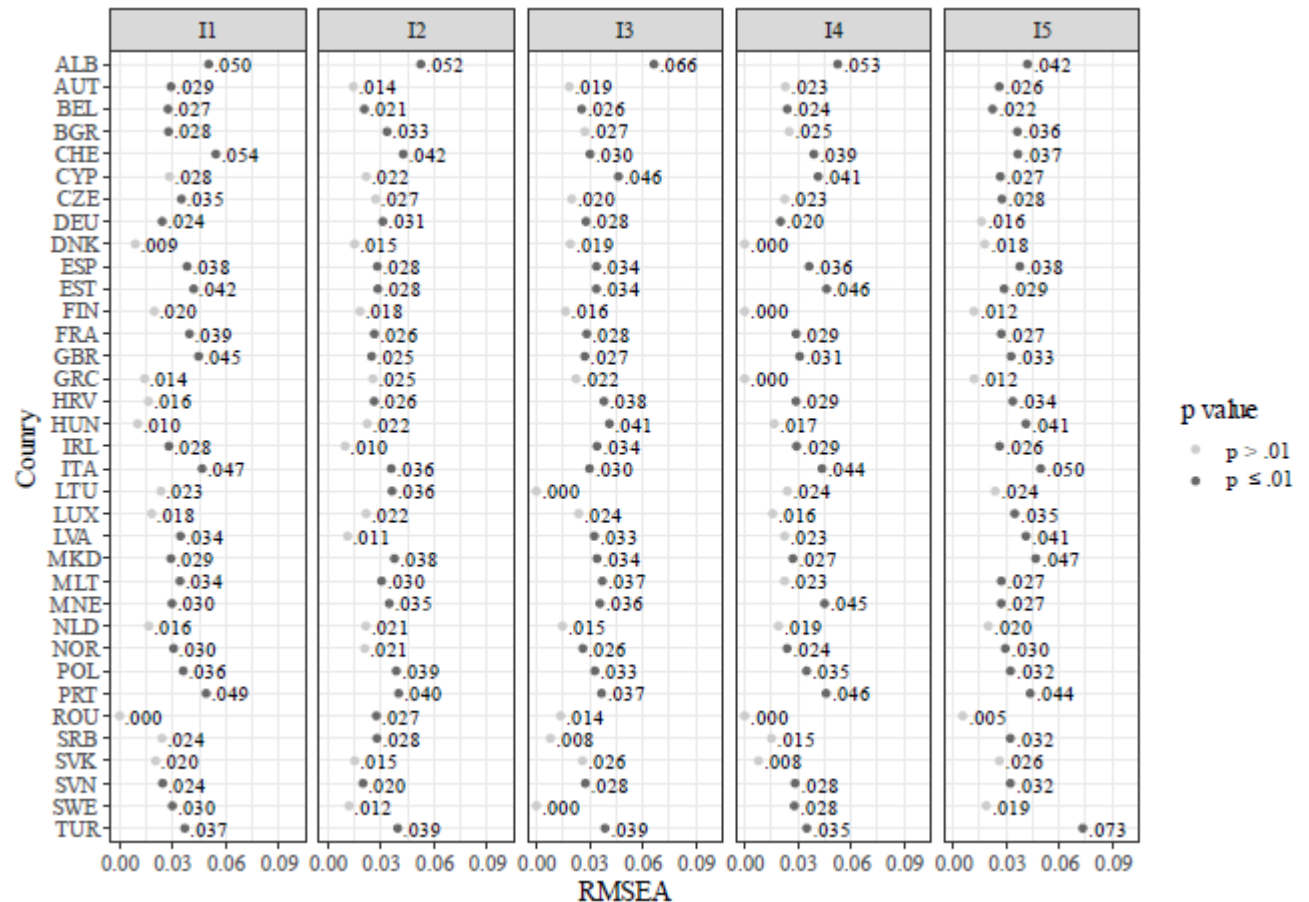 I1 I2 I3 I4 I5
ALB .050 .052 .066 .053 .042
AUT .029 .014 .019 .023 .026
BEL .027 .021 .026 .024 .022
BGR .028 .033 .027 .025 .036
CHE .054 .042 .030 .039 .037
CYP .028 .022 .046 .041 .027
CZE .035 .027 .020 .023 .028
DEU .024 .031 .028 .020 .016
DNK .009 .015 .019 .000 .018
ESP .038 .028 .034 .036 .038
EST .042 .028 .034 .046 .029
FIN .020 .018 .016 .000 .012
FRA .039 .026 .028 .029 .027
GBR .045 .025 .027 .031 .033
GRC .014 .025 .022 .000 .012
HRV .016 .026 .038 .029 .034
HUN .010 .022 .041 .017 .041
IRL .028 .010 .034 .029 .026
ITA .047 .036 .030 .044 .050
LTU .023 .036 .000 .024 .024
LUX .018 .022 .024 .016 .035
LVA .034 .011 .033 .023 .041
MKD .029 .038 .034 .027 .047
MLT .034 .030 .037 .023 .027
MNE .030 .035 .036 .045 .027
NLD .016 .021 .015 .019 .020
NOR .030 .021 .026 .024 .030
POL .036 .039 .033 .035 .032
PRT .049 .040 .037 .046 .044
ROU .000 .027 .014 .000 .005
SRB .024 .028 .008 .015 .032
SVK .020 .015 .026 .008 .026
SVN .024 .020 .028 .028 .032
SWE .030 .012 .000 .028 .019
TUR .037 .039 .039 .035 .073
0.00 0.03 0.06 0.09 0.00 0.03 0.06 0.09 0.00 0.03 0.06 0.09 0.00 0.03 0.06 0.09 0.00 0.03 0.06 0.09
RMSEA
Counry
p value
p > .01
p ≤ .01